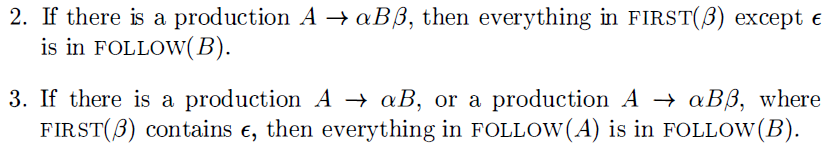 2. If there is a production A → αBβ, then everything in FIRST(β) except ϵ
is in FOLLOW(B).
3. If there is a production A → αB, or a production A → αBβ, where
FIRST(β) contains ϵ, then everything in FOLLOW(A) is in FOLLOW(B).